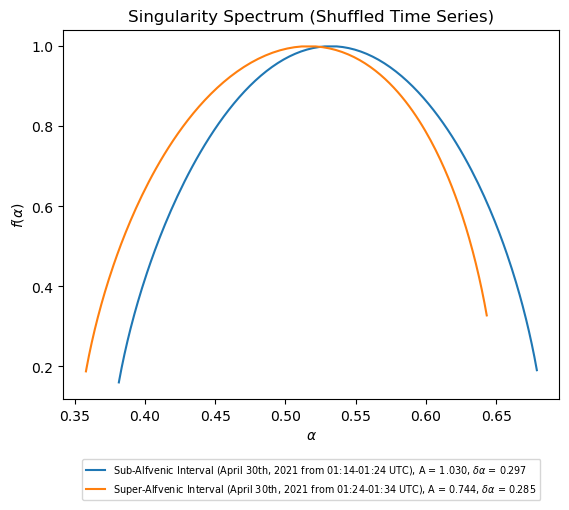 Singularity Spectrum (Shuffled Time Series)
1.0
0.8
0.6
0.4
0.2
f(α)
0.35 0.40 0.45 0.50 0.55 0.60 0.65
α
Sub-Alfvenic Interval (April 30th, 2021 from 01:14-01:24 UTC), A = 1.030, δα = 0.297
Super-Alfvenic Interval (April 30th, 2021 from 01:24-01:34 UTC), A = 0.744, δα = 0.285